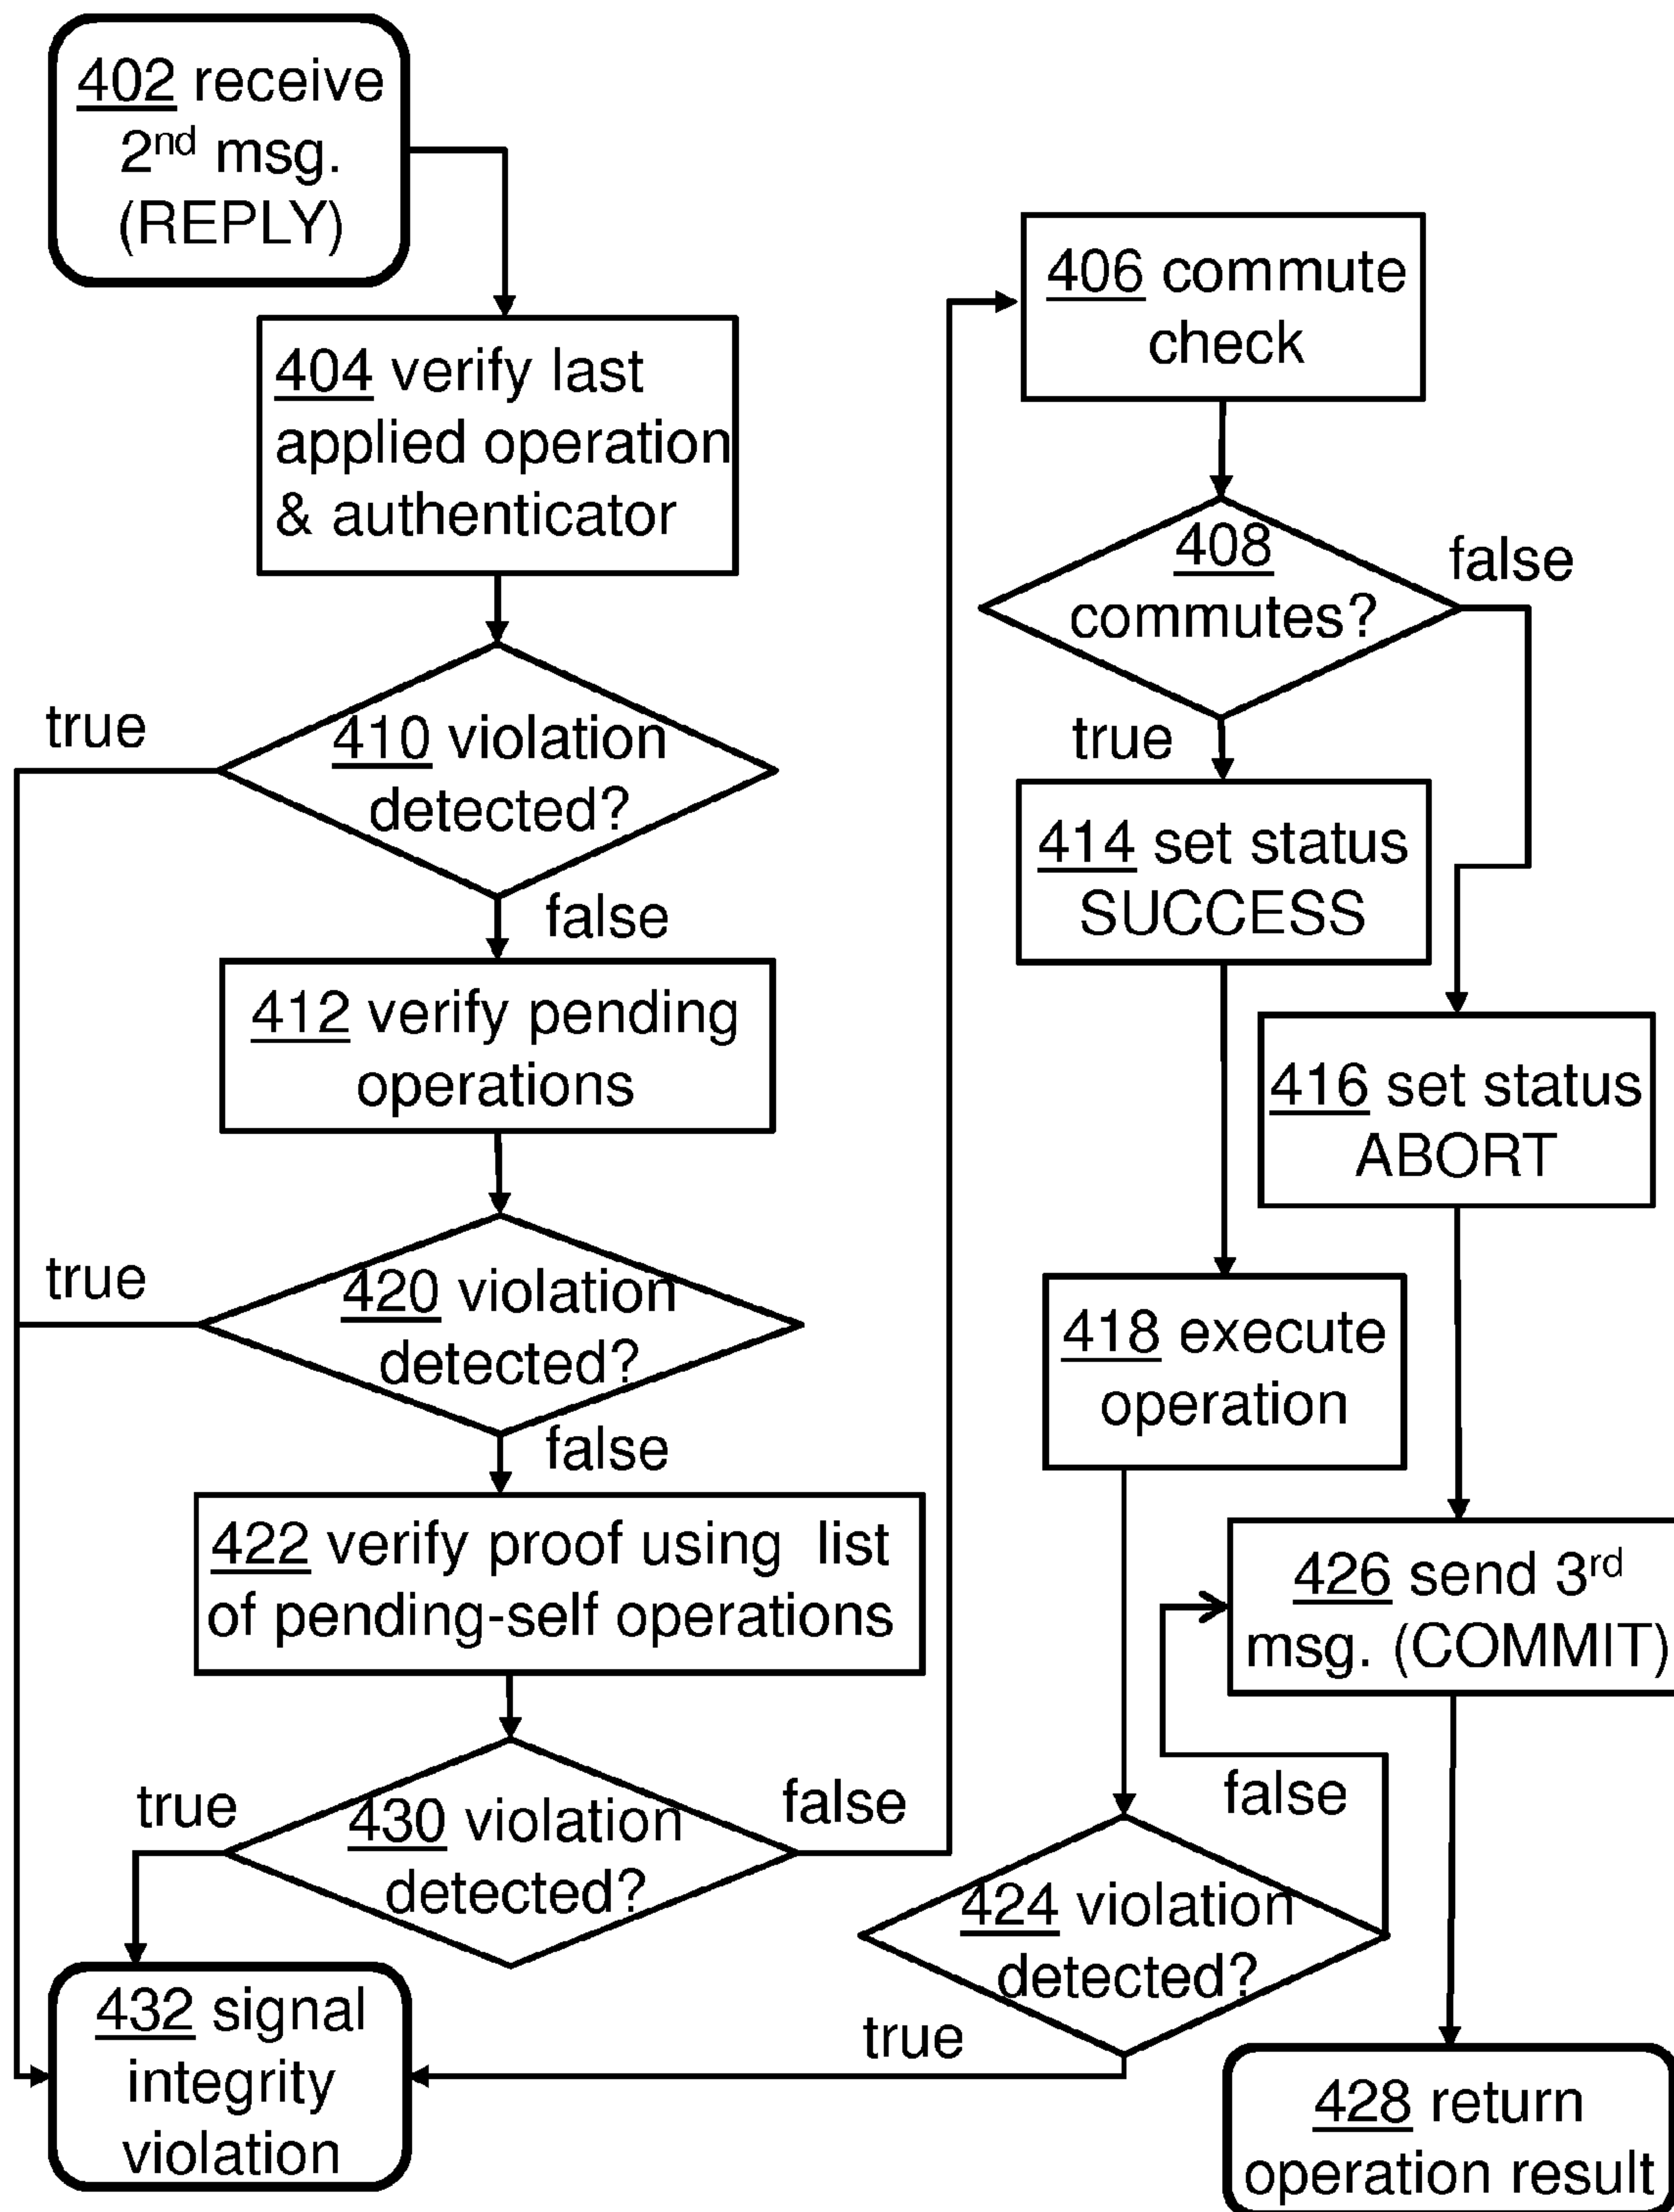 402 receive
2nd msg.
(REPLY)
404 verify last
applied operation
& authenticator
410 violation
detected?
true
false
412 verify pending
operations
420 violation
detected?
true
false
422 verify proof using list
of pending-self operations
430 violation
detected?
true
false
432 signal
integrity
violation
406 commute
check
408
commutes?
false
true
414 set status
SUCCESS
416 set status
ABORT
418 execute
operation
426 send 3rd
msg. (COMMIT)
false
424 violation
detected?
true
428 return
operation result